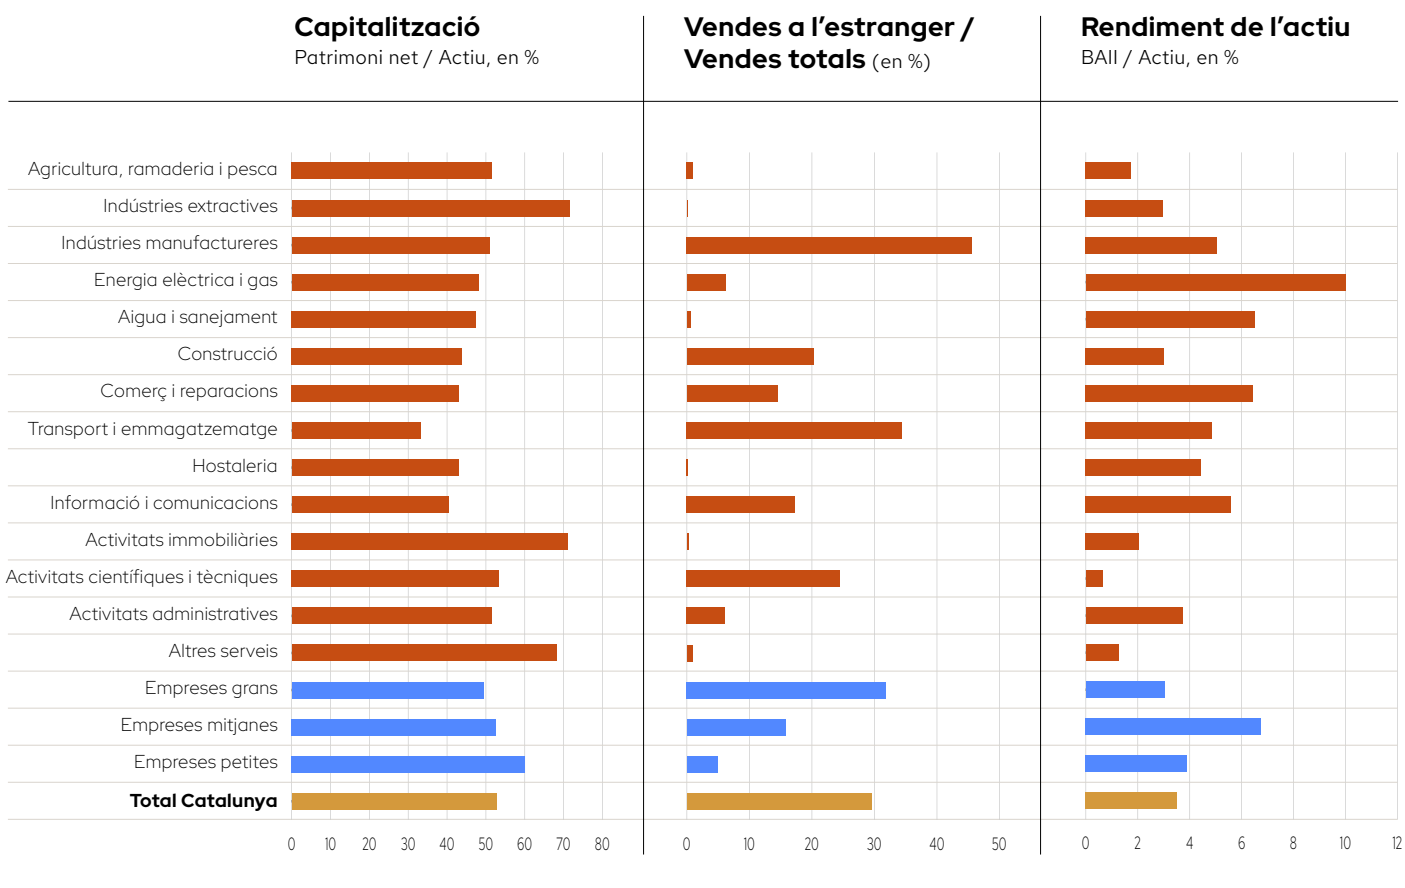 Capitalització
Patrimoni net / Actiu, en %
Vendes a l’estranger /
Vendes totals (en %)
Rendiment de l’actiu
BAII / Actiu, en %
Agricultura, ramaderia i pesca
Indústries extractives
Indústries manufactureres
Energia elèctrica i gas
Aigua i sanejament
Construcció
Comerç i reparacions
Transport i emmagatzematge
Hostaleria
Informació i comunicacions
Activitats immobiliàries
Activitats científiques i tècniques
Activitats administratives
Altres serveis
Empreses grans
Empreses mitjanes
Empreses petites
Total Catalunya
0 10 20 30 40 50 60 70 80
0 10 20 30 40 50
0 2 4 6 8 10 12